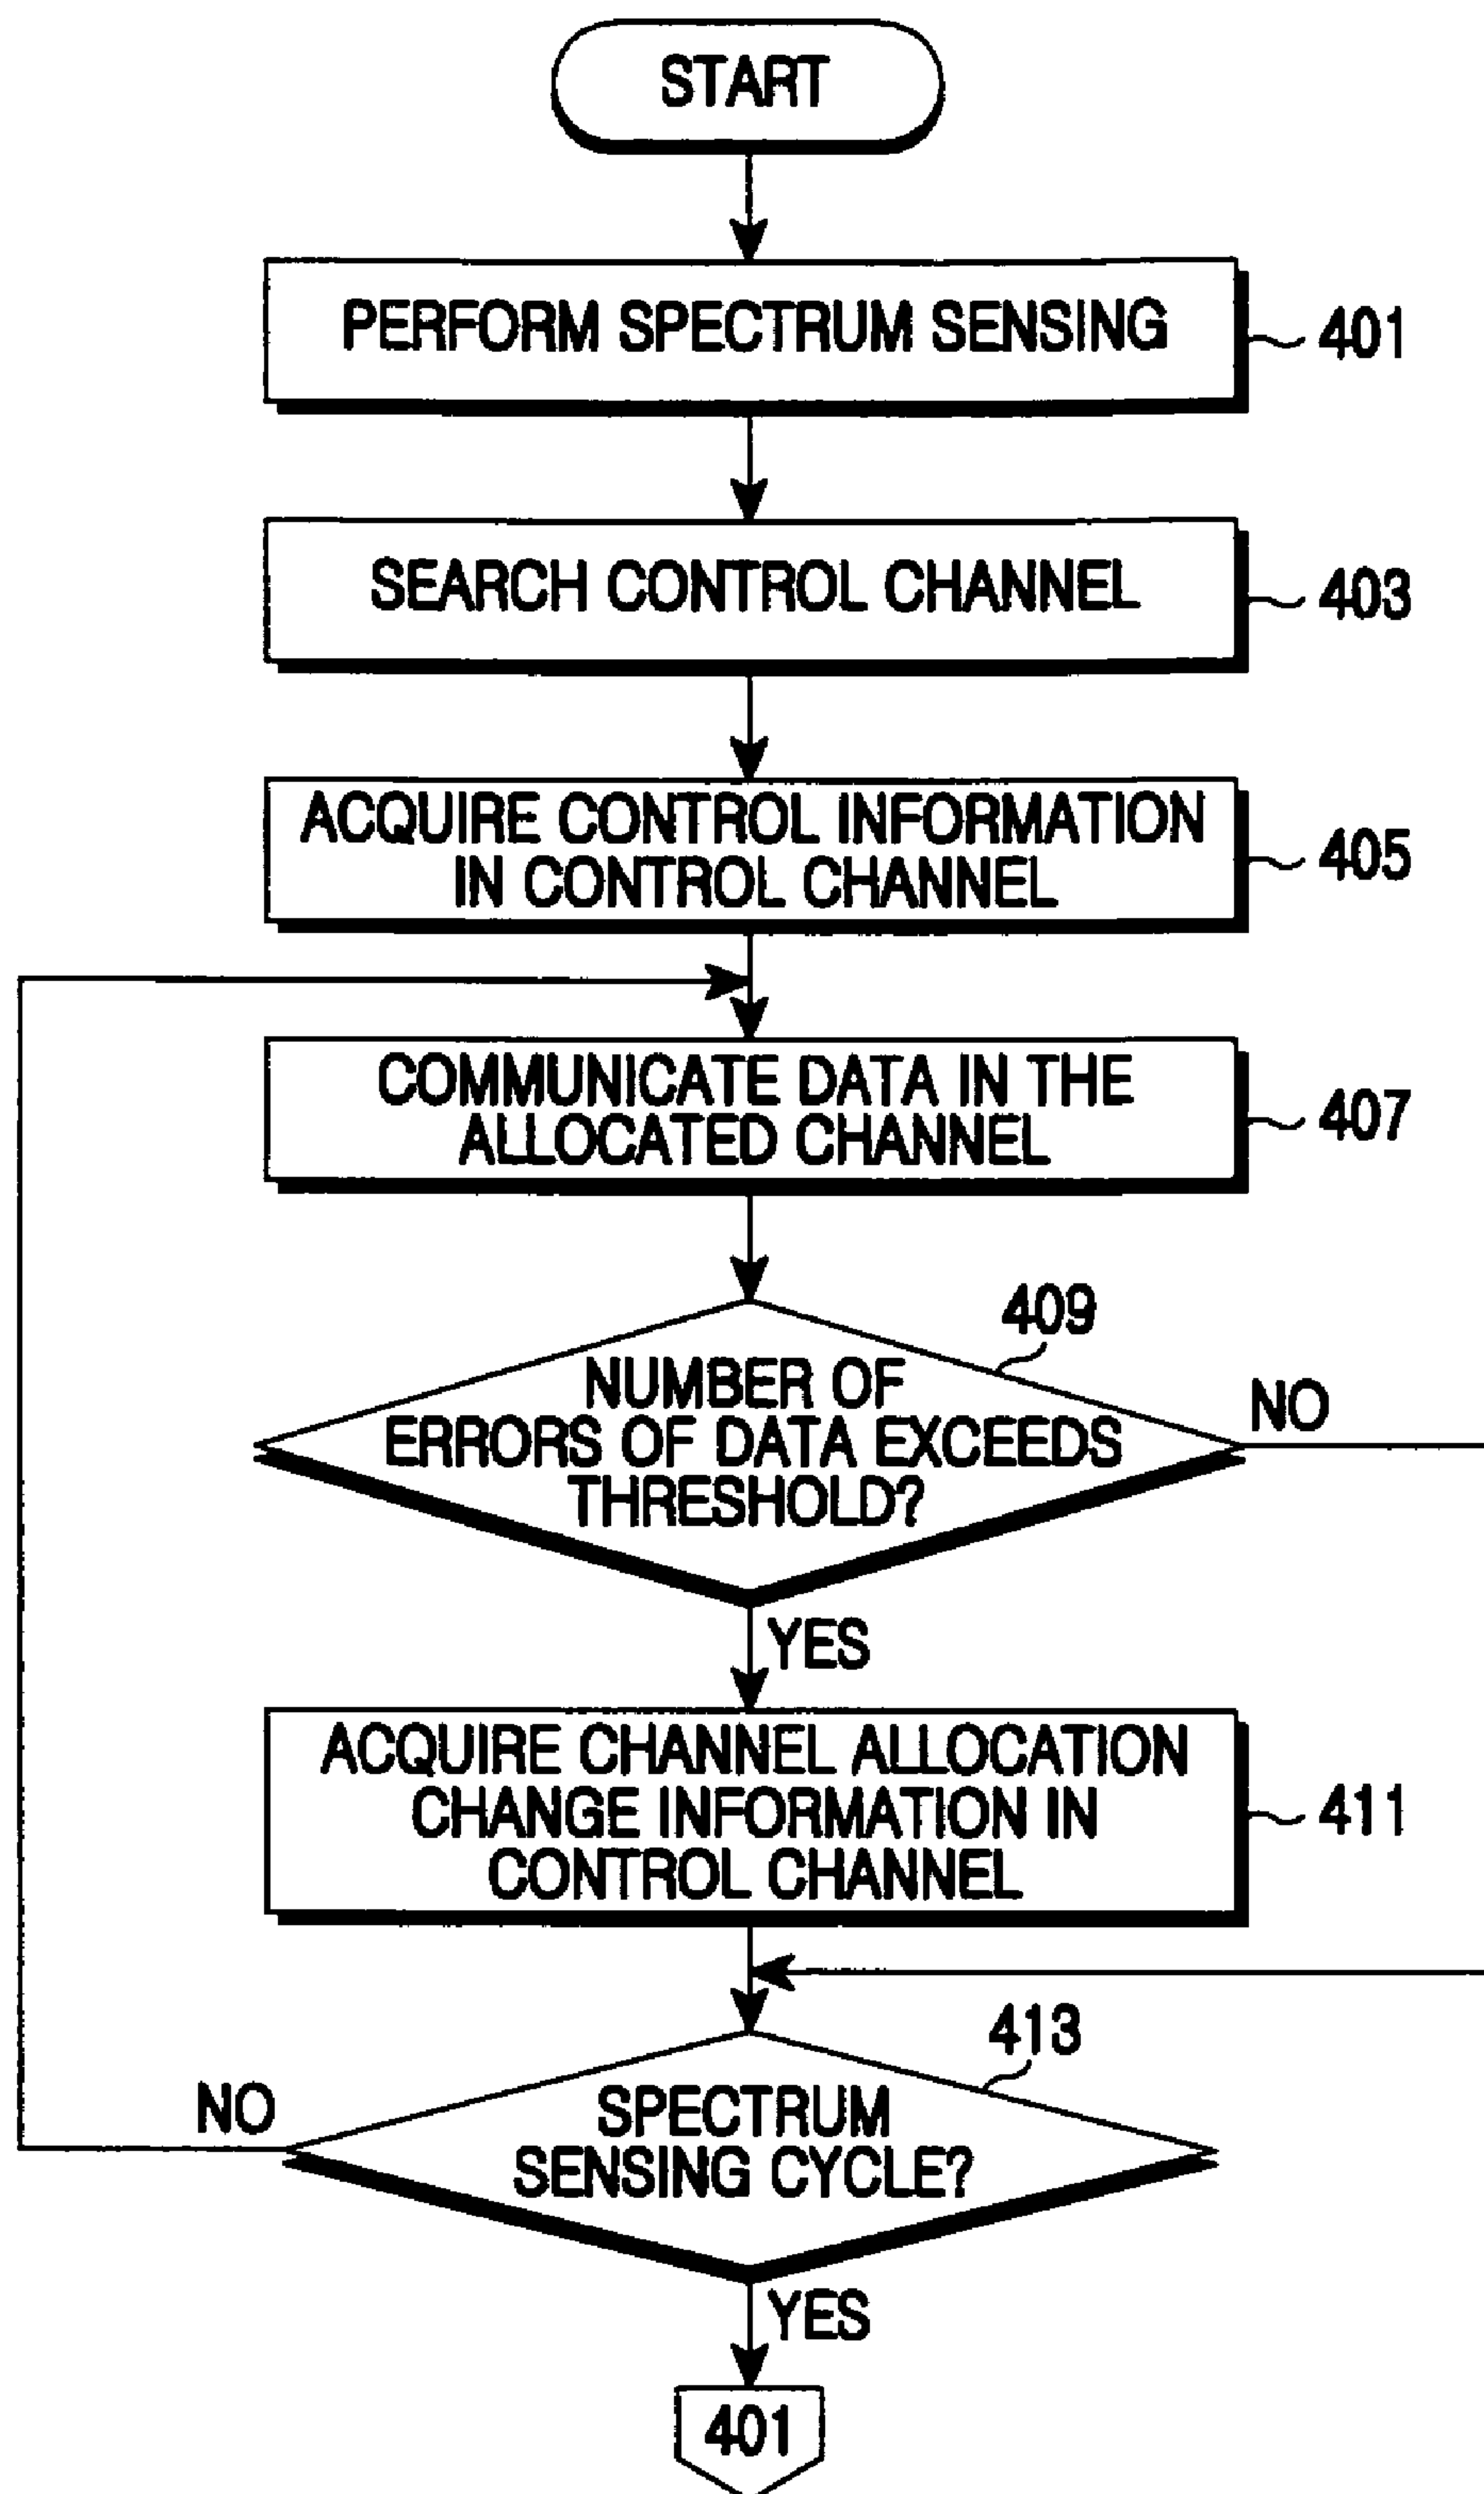 START
PERFORM SPECTRUM SENSING
401
SEARCH CONTROL CHANNEL
403
ACQUIRE CONTROL INFORMATION
IN CONTROL CHANNEL
405
COMMUNICATE DATA IN THE
ALLOCATED CHANNEL
407
409
NUMBER OF
ERRORS OF DATA EXCEEDS
THRESHOLD?
NO
YES
ACQUIRE CHANNEL ALLOCATION
CHANGE INFORMATION IN
CONTROL CHANNEL
411
413
SPECTRUM
SENSING CYCLE?
NO
YES
401